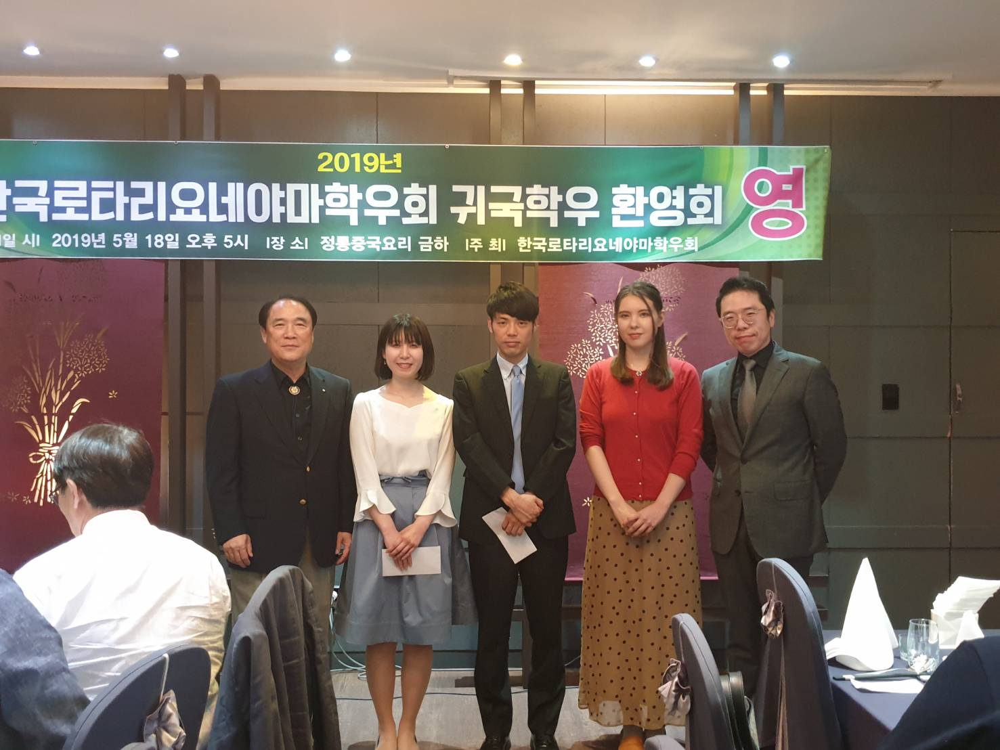 2019년
한국로타리요네야마학우회 귀국학우 환영회 영
|일 시| 2019년 5월 18일 오후 5시 |장 소| 정통중국요리 금하 |주 최| 한국로타리요네야마학우회